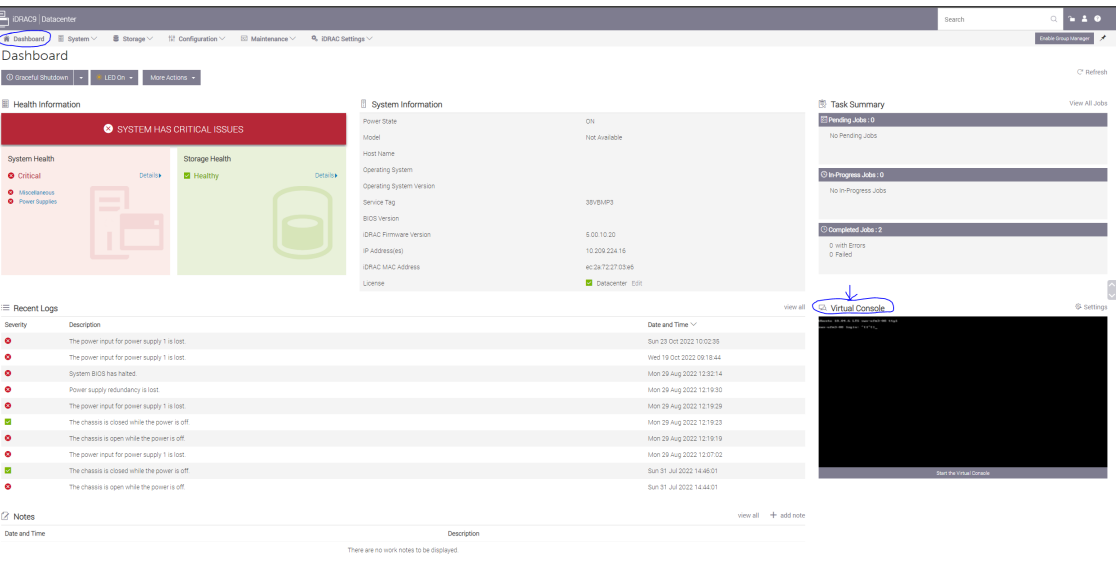 iDRAC9 | Datacenter
Search
Dashboard System Storage Configuration Maintenance iDRAC Settings
Enable Group Manager
Dashboard
Graceful Shutdown LED On More Actions
Refresh
Health Information
SYSTEM HAS CRITICAL ISSUES
System Health
Critical Details
Miscellaneous
Power Supplies
Storage Health
Healthy Details
System Information
Power State ON
Model Not Available
Host Name
Operating System
Operating System Version
Service Tag 38VBMP3
BIOS Version
iDRAC Firmware Version 6.00.10.20
IP Address(es) 10.209.224.16
iDRAC MAC Address ec:2a:72:27:03:e6
License Datacenter Edit
Task Summary View All Jobs
Pending Jobs : 0
No Pending Jobs
In-Progress Jobs : 0
No In-Progress Jobs
Completed Jobs : 2
0 with Errors
0 Failed
Recent Logs view all
Severity Description Date and Time
The power input for power supply 1 is lost. Sun 23 Oct 2022 10:02:36
The power input for power supply 1 is lost. Wed 19 Oct 2022 09:18:44
System BIOS has halted. Mon 29 Aug 2022 12:32:14
Power supply redundancy is lost. Mon 29 Aug 2022 12:19:30
The power input for power supply 1 is lost. Mon 29 Aug 2022 12:19:29
The chassis is closed while the power is off. Mon 29 Aug 2022 12:19:23
The chassis is open while the power is off. Mon 29 Aug 2022 12:19:19
The power input for power supply 1 is lost. Mon 29 Aug 2022 12:07:02
The chassis is closed while the power is off. Sun 31 Jul 2022 14:46:01
The chassis is open while the power is off. Sun 31 Jul 2022 14:44:01
Virtual Console Settings
Start the Virtual Console
Notes view all + add note
Date and Time Description
There are no work notes to be displayed.